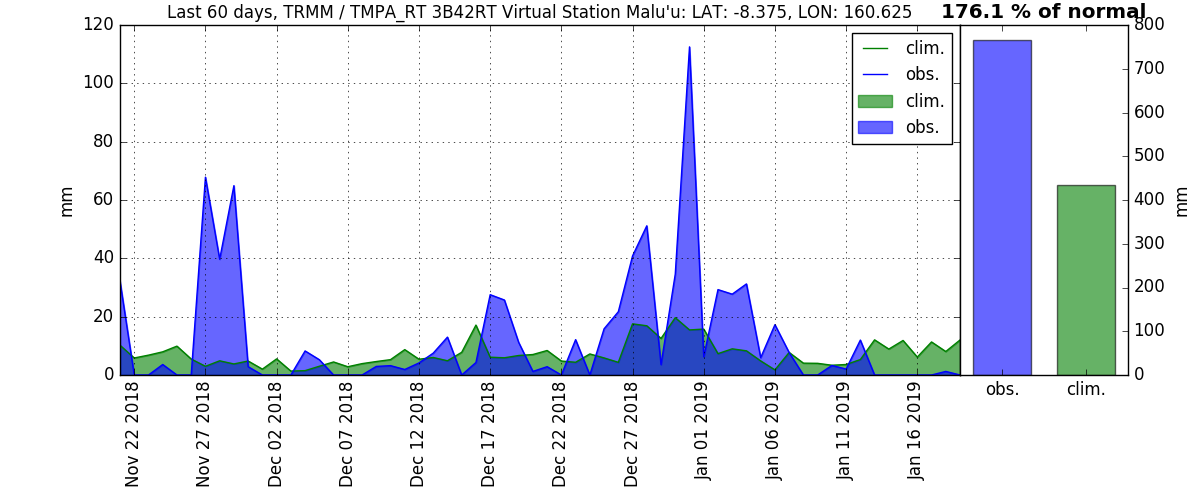 Last 60 days, TRMM / TMPA_RT 3B42RT Virtual Station Malu'u: LAT: -8.375, LON: 160.625
176.1 % of normal
120
100
80
60
40
20
0
mm
clim.
obs.
clim.
obs.
Nov 22 2018
Nov 27 2018
Dec 02 2018
Dec 07 2018
Dec 12 2018
Dec 17 2018
Dec 22 2018
Dec 27 2018
Jan 01 2019
Jan 06 2019
Jan 11 2019
Jan 16 2019
800
700
600
500
400
300
200
100
0
mm
obs.
clim.